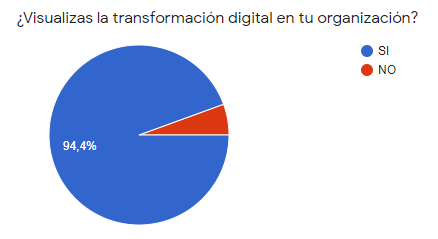 ¿Visualizas la transformación digital en tu organización?
SI
NO
94,4%